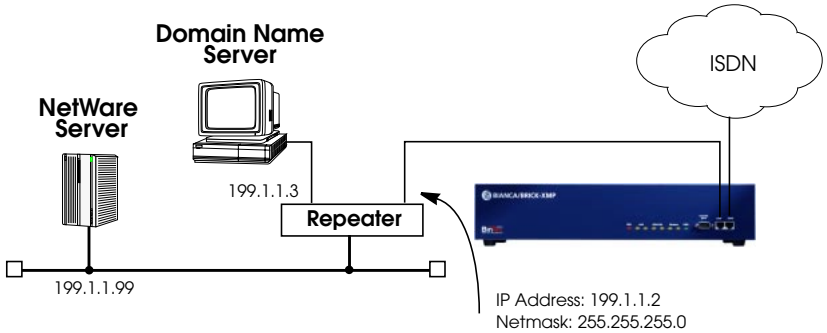 Domain Name
Server
ISDN
NetWare
Server
199.1.1.3
BIANCA/BRICK-XMP
Repeater
199.1.1.99
IP Address: 199.1.1.2
Netmask: 255.255.255.0